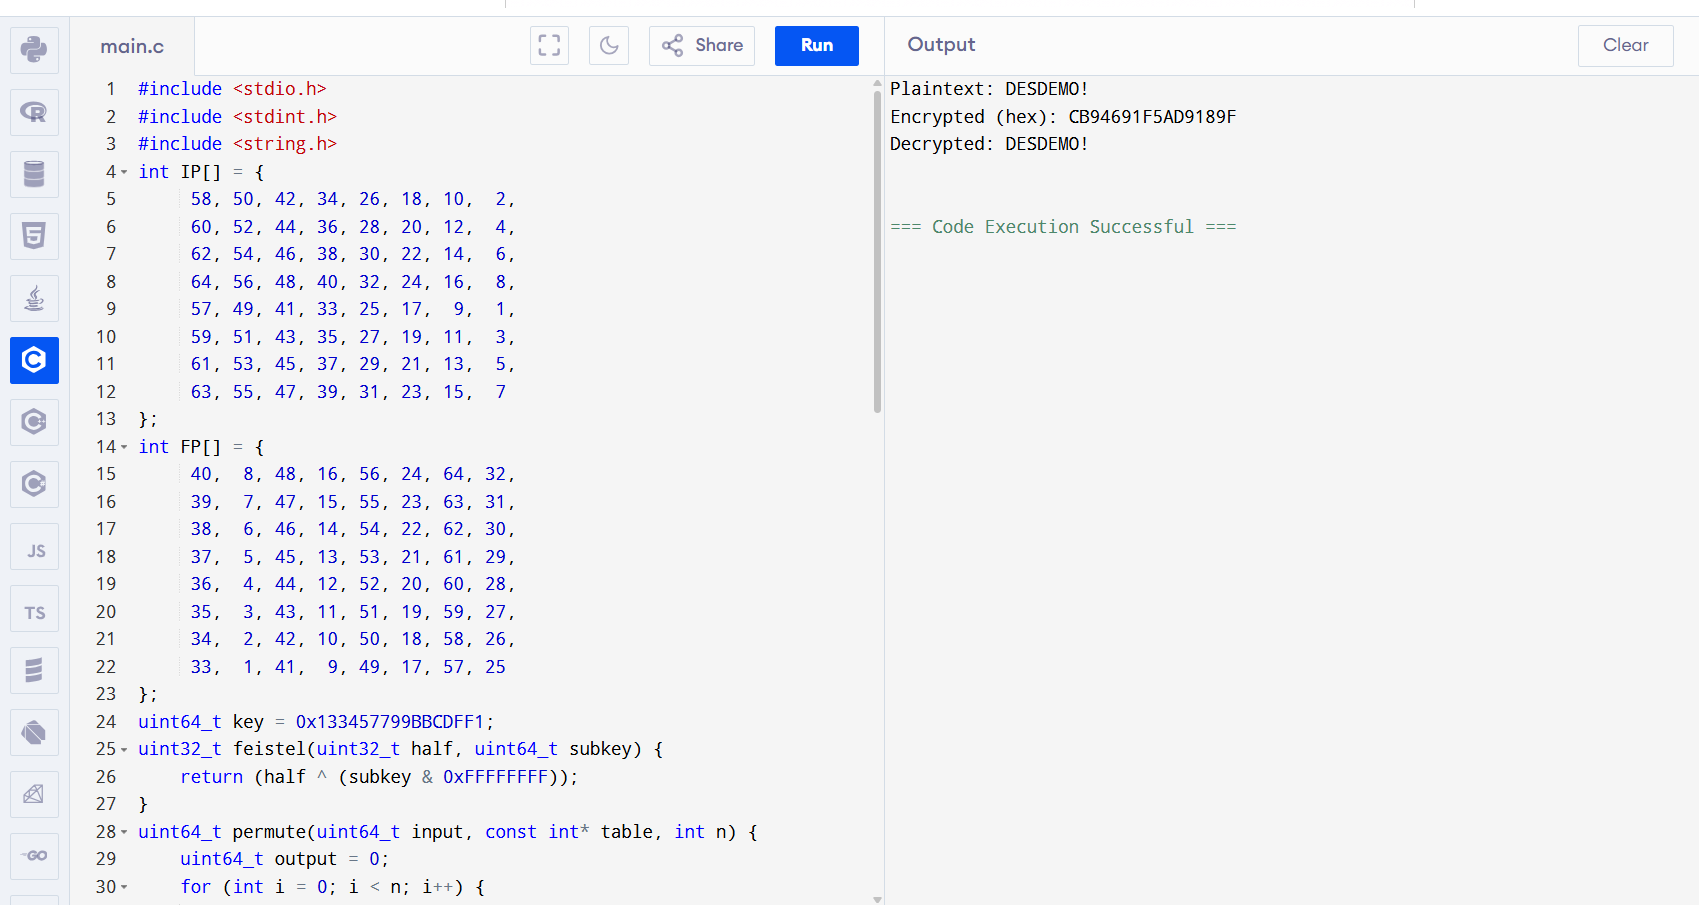 main.c
Share
Run
Output
Clear
1 #include <stdio.h>
2 #include <stdint.h>
3 #include <string.h>
4 int IP[] = {
5 58, 50, 42, 34, 26, 18, 10, 2,
6 60, 52, 44, 36, 28, 20, 12, 4,
7 62, 54, 46, 38, 30, 22, 14, 6,
8 64, 56, 48, 40, 32, 24, 16, 8,
9 57, 49, 41, 33, 25, 17, 9, 1,
10 59, 51, 43, 35, 27, 19, 11, 3,
11 61, 53, 45, 37, 29, 21, 13, 5,
12 63, 55, 47, 39, 31, 23, 15, 7
13 };
14 int FP[] = {
15 40, 8, 48, 16, 56, 24, 64, 32,
16 39, 7, 47, 15, 55, 23, 63, 31,
17 38, 6, 46, 14, 54, 22, 62, 30,
18 37, 5, 45, 13, 53, 21, 61, 29,
19 36, 4, 44, 12, 52, 20, 60, 28,
20 35, 3, 43, 11, 51, 19, 59, 27,
21 34, 2, 42, 10, 50, 18, 58, 26,
22 33, 1, 41, 9, 49, 17, 57, 25
23 };
24 uint64_t key = 0x133457799BBCDFF1;
25 uint32_t feistel(uint32_t half, uint64_t subkey) {
26 return (half ^ (subkey & 0xFFFFFFFF));
27 }
28 uint64_t permute(uint64_t input, const int* table, int n) {
29 uint64_t output = 0;
30 for (int i = 0; i < n; i++) {
Plaintext: DESDEMO!
Encrypted (hex): CB94691F5AD9189F
Decrypted: DESDEMO!
=== Code Execution Successful ===
R
5
C
C
C
JS
TS
GO